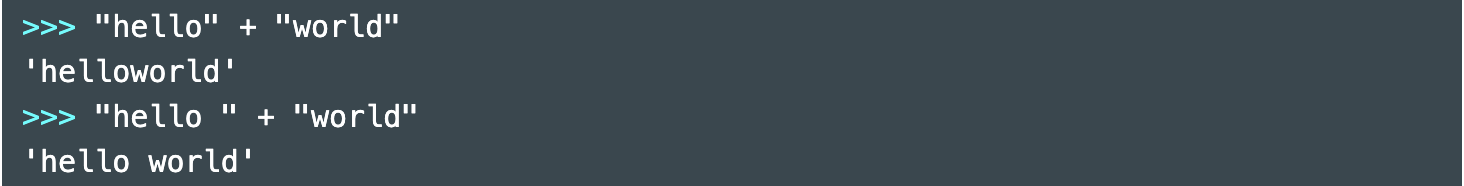 >>> "hello" + "world"
'helloworld'
>>> "hello " + "world"
'hello world'